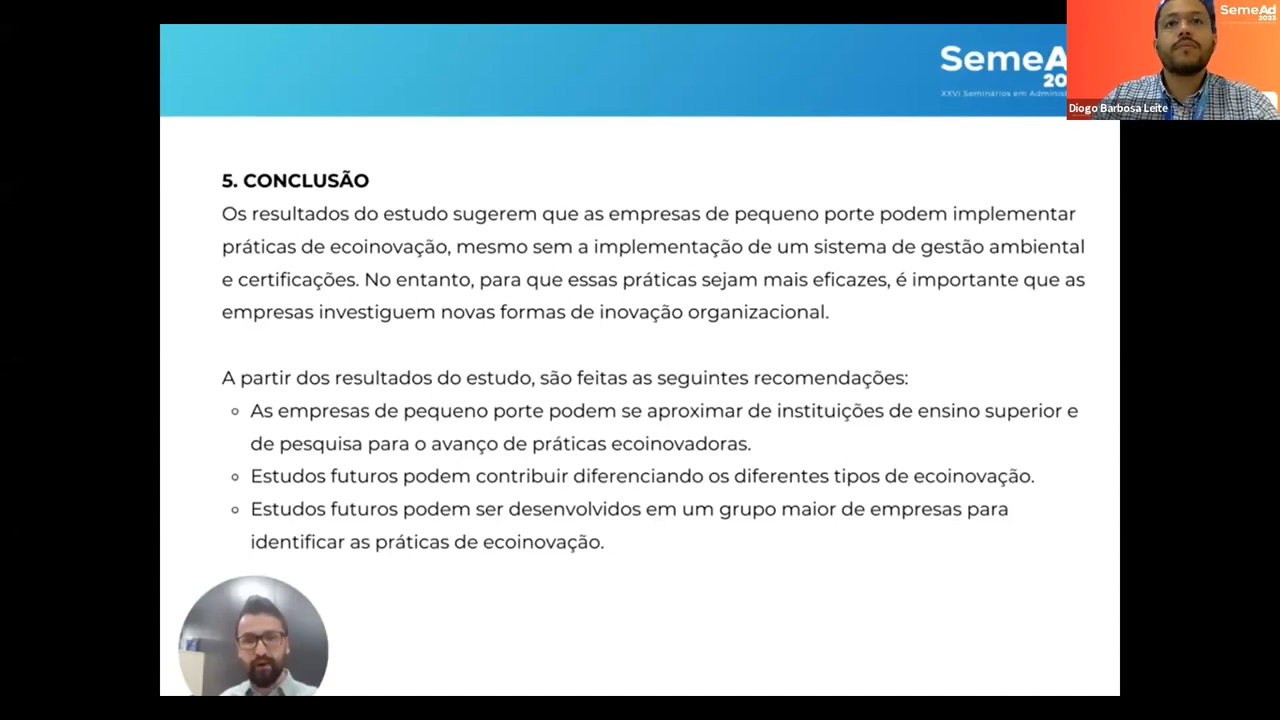 SemeA
20
XXVI Seminários em Adminis
SemeAd
2023
Diogo Barbosa Leite
5. CONCLUSÃO
Os resultados do estudo sugerem que as empresas de pequeno porte podem implementar
práticas de ecoinovação, mesmo sem a implementação de um sistema de gestão ambiental
e certificações. No entanto, para que essas práticas sejam mais eficazes, é importante que as
empresas investiguem novas formas de inovação organizacional.
A partir dos resultados do estudo, são feitas as seguintes recomendações:
As empresas de pequeno porte podem se aproximar de instituições de ensino superior e
de pesquisa para o avanço de práticas ecoinovadoras.
Estudos futuros podem contribuir diferenciando os diferentes tipos de ecoinovação.
Estudos futuros podem ser desenvolvidos em um grupo maior de empresas para
identificar as práticas de ecoinovação.